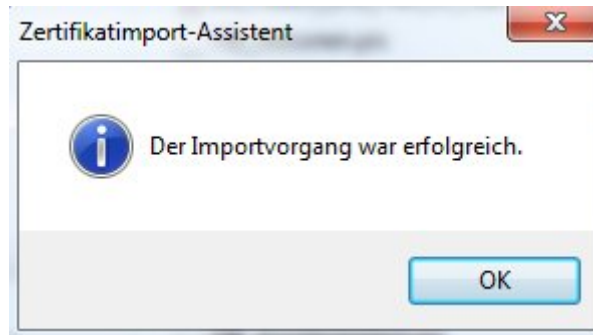 Zertifikatimport-Assistent
Der Importvorgang war erfolgreich.
OK